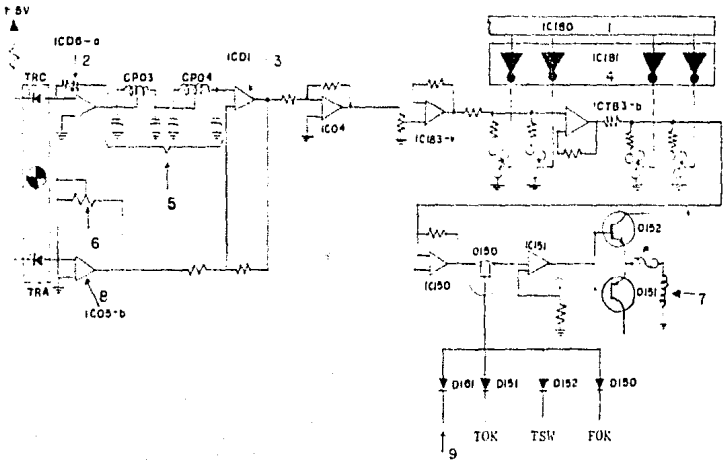 + 5V
IC180 1
IC06-a
2
IC01
3
TRC
CP03
CP04
IC181
4
IC183-b
IC04
IC183-
5
6
D152
D150
IC151
8
IC150
D151
7
TRA
IC05-b
D161
D151
D152
D150
9
TOK
TSW
FOK